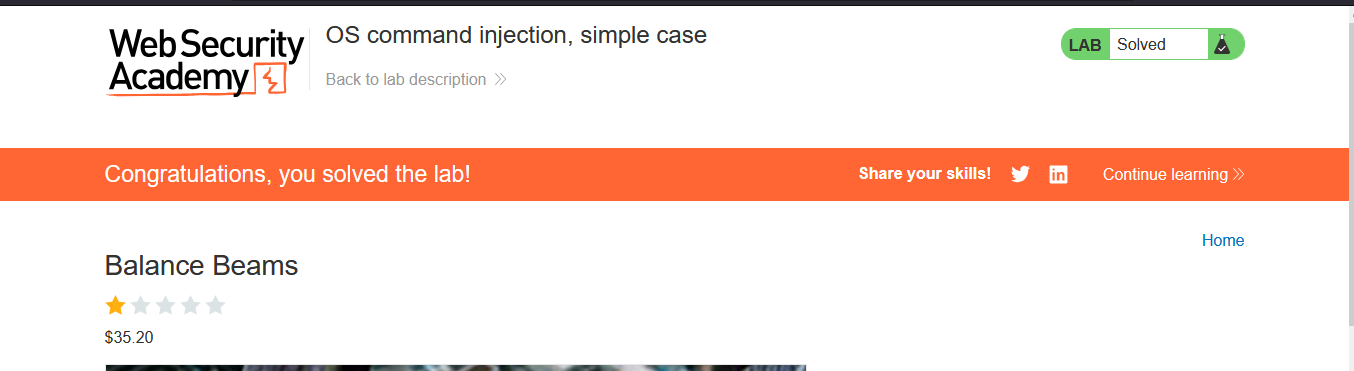 Web Security
Academy
OS command injection, simple case
Back to lab description
LAB Solved
Congratulations, you solved the lab!
Share your skills!
Continue learning
Home
Balance Beams
$35.20